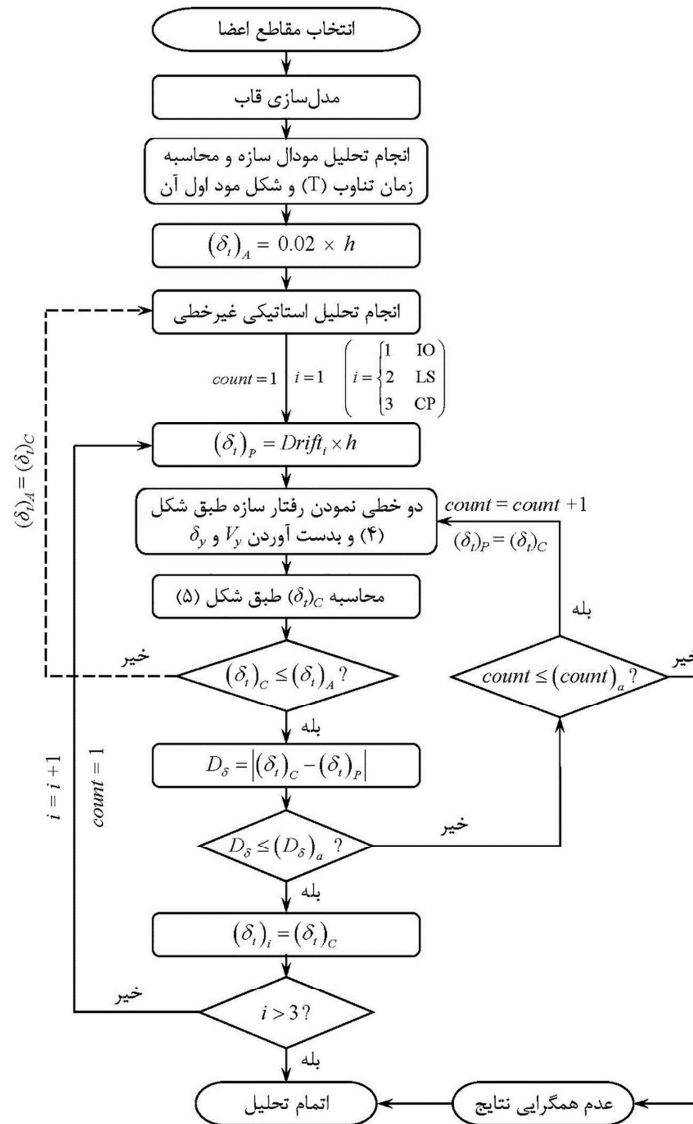 انتخاب مقاطع اعضا
مدل‌سازی قاب
انجام تحلیل مودال سازه و محاسبه
زمان تناوب (T) و شکل مود اول آن
(δt)A = 0.02 × h
انجام تحلیل استاتیکی غیرخطی
count = 1 i = 1 (i = {1 IO
2 LS
3 CP)
(δt)P = Drifti × h
(δt)A = (δt)C
دو خطی نمودن رفتار سازه طبق شکل
(۴) و بدست آوردن Vy و δy
count = count + 1
(δt)P = (δt)C
محاسبه (δt)C طبق شکل (۵)
بله
خیر
(δt)C ≤ (δt)A ?
count ≤ (count)a ?
خیر
بله
Dδ = |(δt)C − (δt)P|
i = i + 1
count = 1
خیر
Dδ ≤ (Dδ)a ?
بله
(δt)i = (δt)C
خیر
i > 3 ?
بله
اتمام تحلیل
عدم همگرایی نتایج